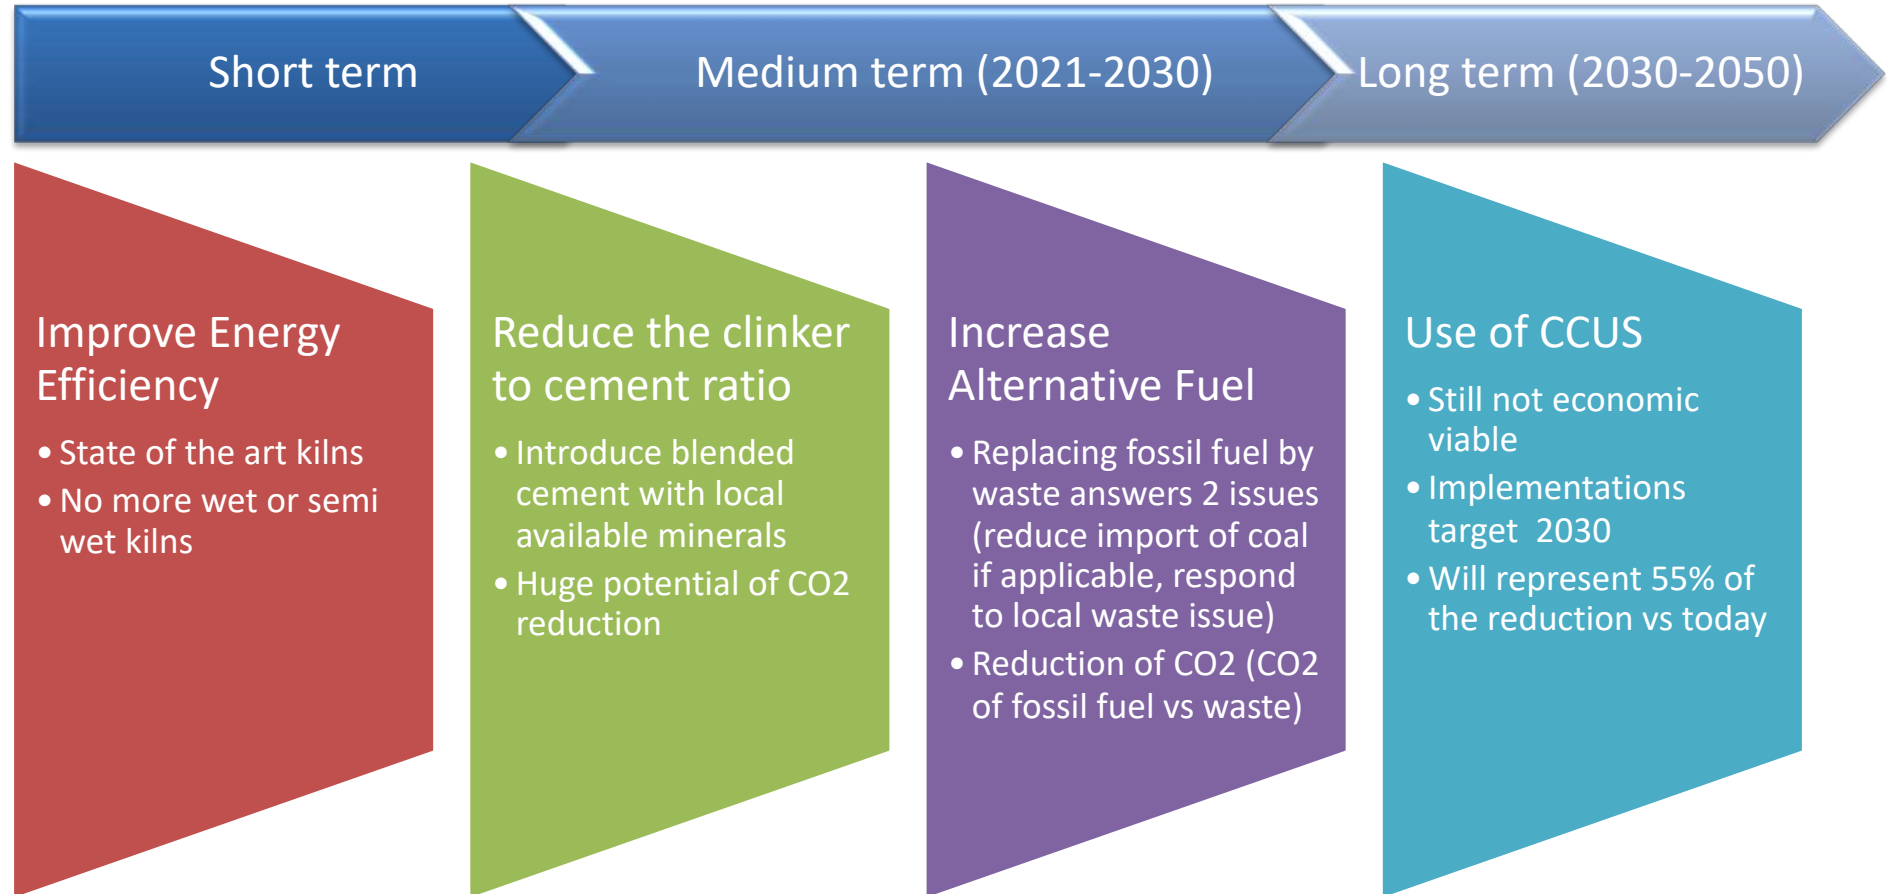 Short term
Medium term (2021-2030)
Long term (2030-2050)
Improve Energy
Efficiency
• State of the art kilns
• No more wet or semi
wet kilns
Reduce the clinker
to cement ratio
• Introduce blended
cement with local
available minerals
• Huge potential of CO2
reduction
Increase
Alternative Fuel
• Replacing fossil fuel by
waste answers 2 issues
(reduce import of coal
if applicable, respond
to local waste issue)
• Reduction of CO2 (CO2
of fossil fuel vs waste)
Use of CCUS
• Still not economic
viable
• Implementations
target 2030
• Will represent 55% of
the reduction vs today